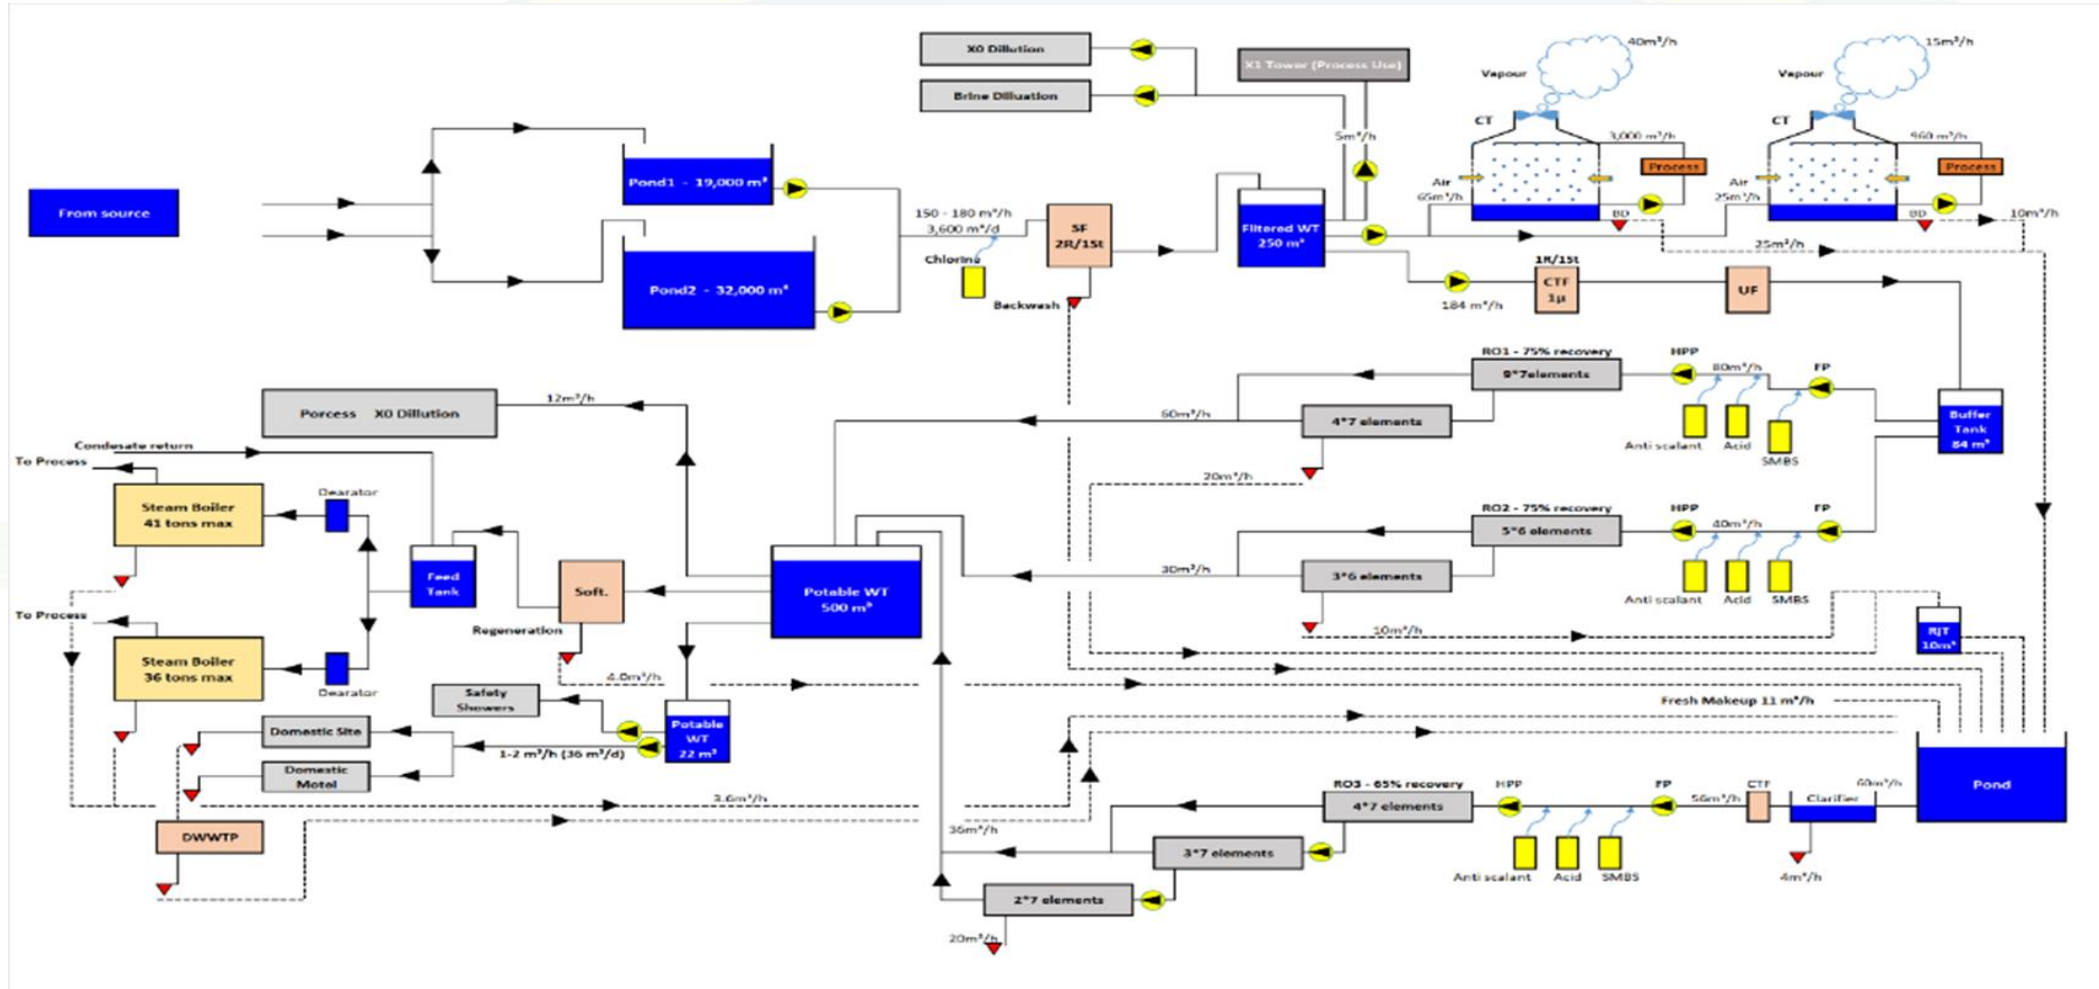 X0 Dillution
Brine Dilluation
X1 Tower (Process Use)
5m³/h
40m³/h
Vapour
CT
3,000 m³/h
Process
Air
65m³/h
BD
15m³/h
Vapour
CT
960 m³/h
Process
Air
25m³/h
BD
10m³/h
25m³/h
From source
Pond1 - 19,000 m³
Pond2 - 32,000 m³
150 - 180 m³/h
3,600 m³/d
Chlorine
SF
2R/1St
Backwash
Filtered WT
250 m³
184 m³/h
1R/1St
CTF
1µ
UF
RO1 - 75% recovery
9*7elements
HPP
80m³/h
FP
4*7 elements
60m³/h
20m³/h
Anti scalant
Acid
SMBS
Buffer
Tank
84 m³
RO2 - 75% recovery
5*6 elements
HPP
40m³/h
FP
3*6 elements
30m³/h
10m³/h
Anti scalant
Acid
SMBS
RJT
10m³
Porcess X0 Dillution
12m³/h
Condesate return
To Process
Steam Boiler
41 tons max
Dearator
Feed
Tank
Soft.
Regeneration
Potable WT
500 m³
To Process
Steam Boiler
36 tons max
Dearator
4.0m³/h
Safety
Showers
Potable
WT
22 m³
Domestic Site
1-2 m³/h (36 m³/d)
Domestic
Motel
3.6m³/h
DWWTP
Fresh Makeup 11 m³/h
Pond
60m³/h
Clarifier
4m³/h
CTF
56m³/h
FP
HPP
RO3 - 65% recovery
4*7 elements
Anti scalant
Acid
SMBS
3*7 elements
36m³/h
2*7 elements
20m³/h